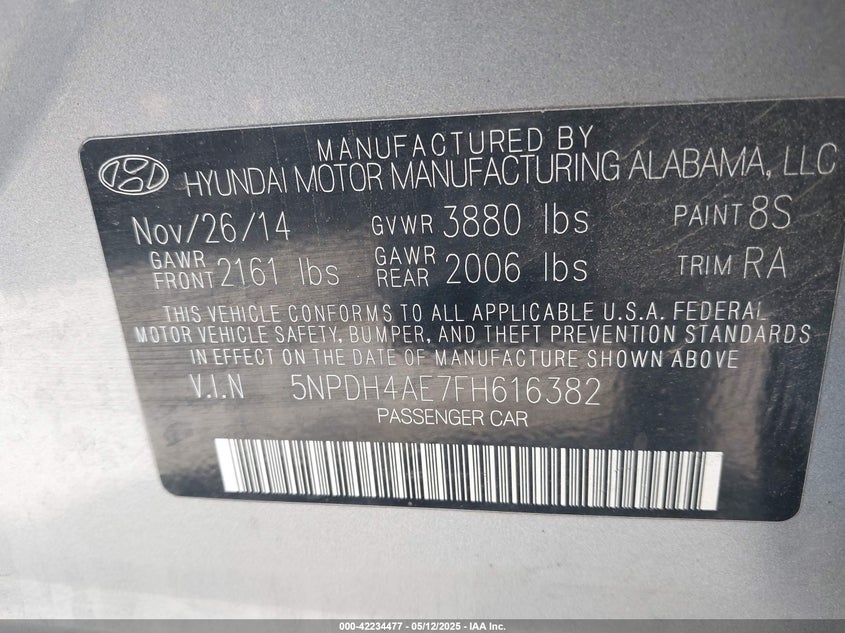 MANUFACTURED BY
HYUNDAI MOTOR MANUFACTURING ALABAMA, LLC
Nov/26/14 GVWR 3880 lbs PAINT 8S
GAWR FRONT 2161 lbs GAWR REAR 2006 lbs TRIM RA
THIS VEHICLE CONFORMS TO ALL APPLICABLE U.S.A. FEDERAL
MOTOR VEHICLE SAFETY, BUMPER, AND THEFT PREVENTION STANDARDS
IN EFFECT ON THE DATE OF MANUFACTURE SHOWN ABOVE
V.I.N 5NPDH4AE7FH616382
PASSENGER CAR
000-42234477 - 05/12/2025 - IAA Inc.